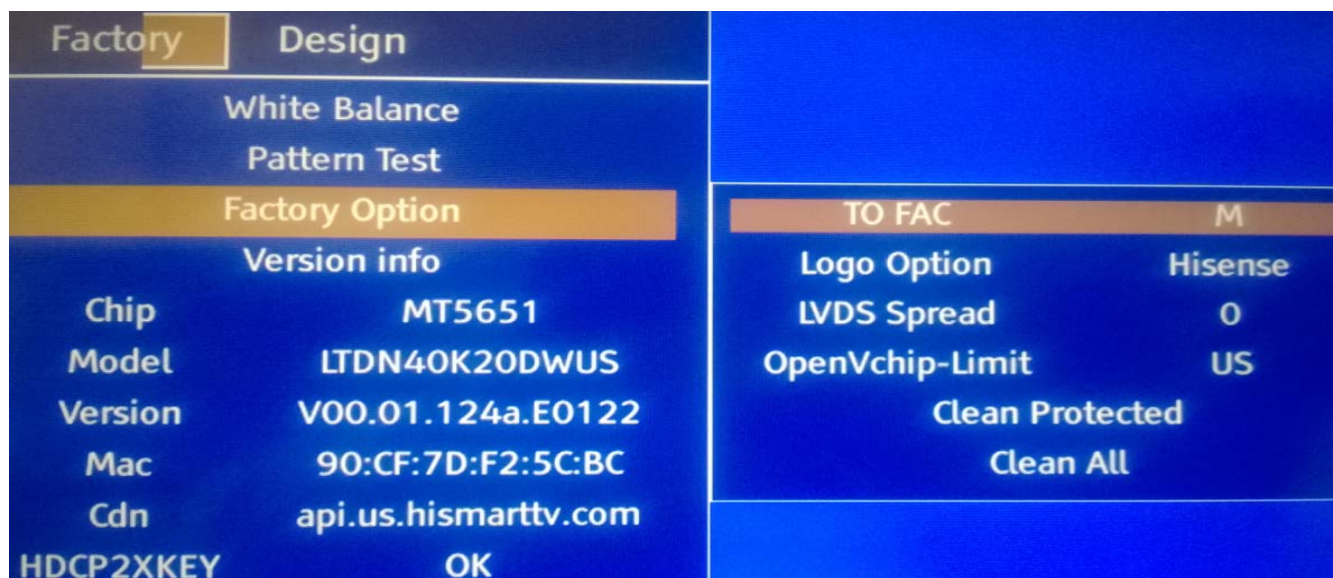 Factory Design
White Balance
Pattern Test
Factory Option
Version info
Chip MT5651
Model LTDN40K20DWUS
Version V00.01.124a.E0122
Mac 90:CF:7D:F2:5C:BC
Cdn api.us.hismarttv.com
HDCP2XKEY OK
TO FAC M
Logo Option Hisense
LVDS Spread 0
OpenVchip-Limit US
Clean Protected
Clean All